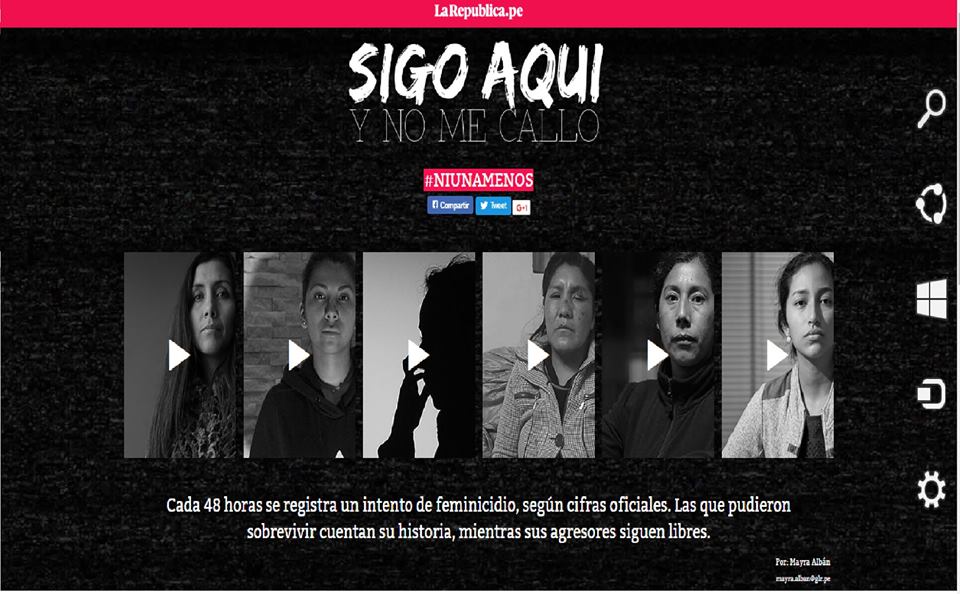 LaRepublica.pe
SIGO AQUI
Y NO ME CALLO
#NIUNAMENOS
Compartir
Tweet
G+1
Cada 48 horas se registra un intento de feminicidio, según cifras oficiales. Las que pudieron
sobrevivir cuentan su historia, mientras sus agresores siguen libres.
Por: Mayra Albán
mayra.alban@glr.pe